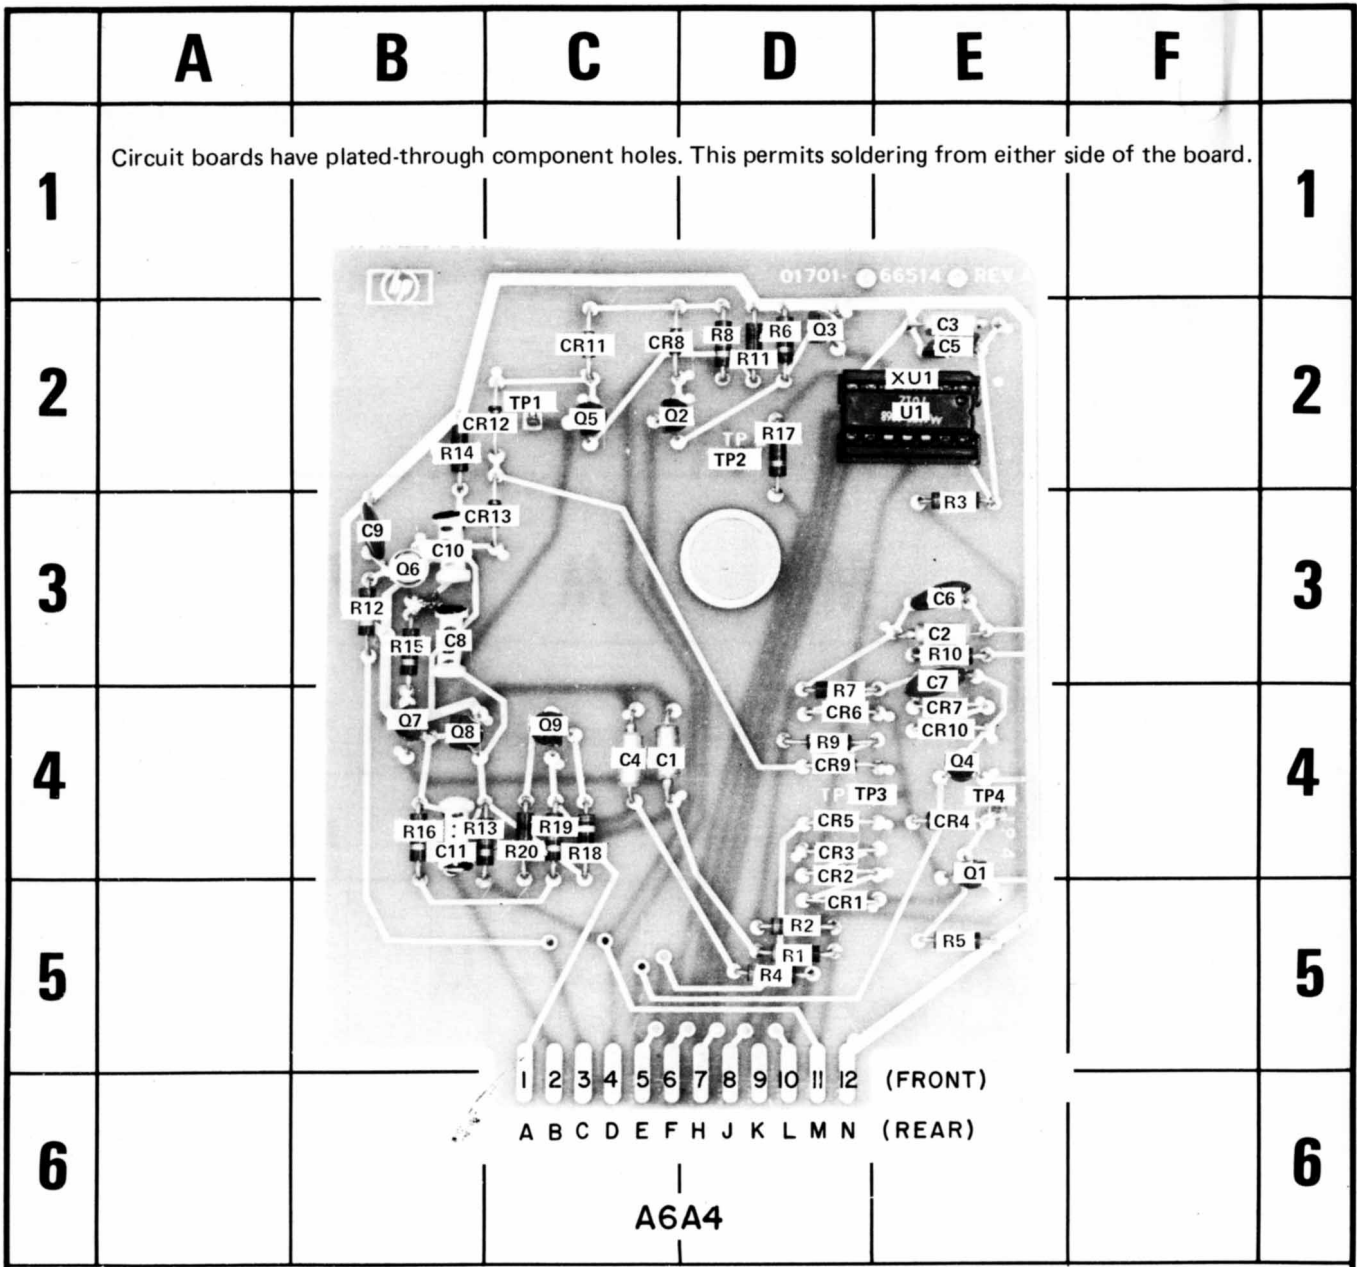 A B C D E F
1 1
Circuit boards have plated-through component holes. This permits soldering from either side of the board.
hp
01701- 66514 REV
2 2
CR11 CR8 R8 R11 R6 Q3 C3
C5
XU1
U1
TP1
CR12 Q5 Q2
R17
TP
TP2
R14
3 3
R3
CR13
C9
C10
Q6
C6
R12
C2
R15 C8
R10
C7
4 4
R7
CR7
CR6
Q7 Q8 Q9
CR10
R9
C4 C1
CR9 Q4
TP TP3 TP4
CR5 CR4
R16 R13 R19
C11 R20 R18
CR3
CR2 Q1
CR1
5 5
R2
R5
R1
R4
1 2 3 4 5 6 7 8 9 10 11 12 (FRONT)
A B C D E F H J K L M N (REAR)
6 6
A6A4